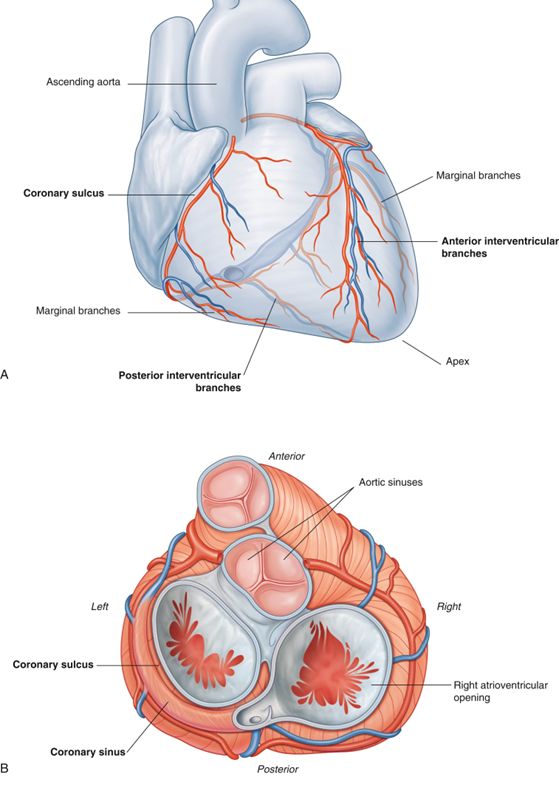 Ascending aorta
Marginal branches
Coronary sulcus
Anterior interventricular
branches
Marginal branches
Apex
Posterior interventricular
branches
A
Anterior
Aortic sinuses
Left
Right
Coronary sulcus
Right atrioventricular
opening
Coronary sinus
B
Posterior